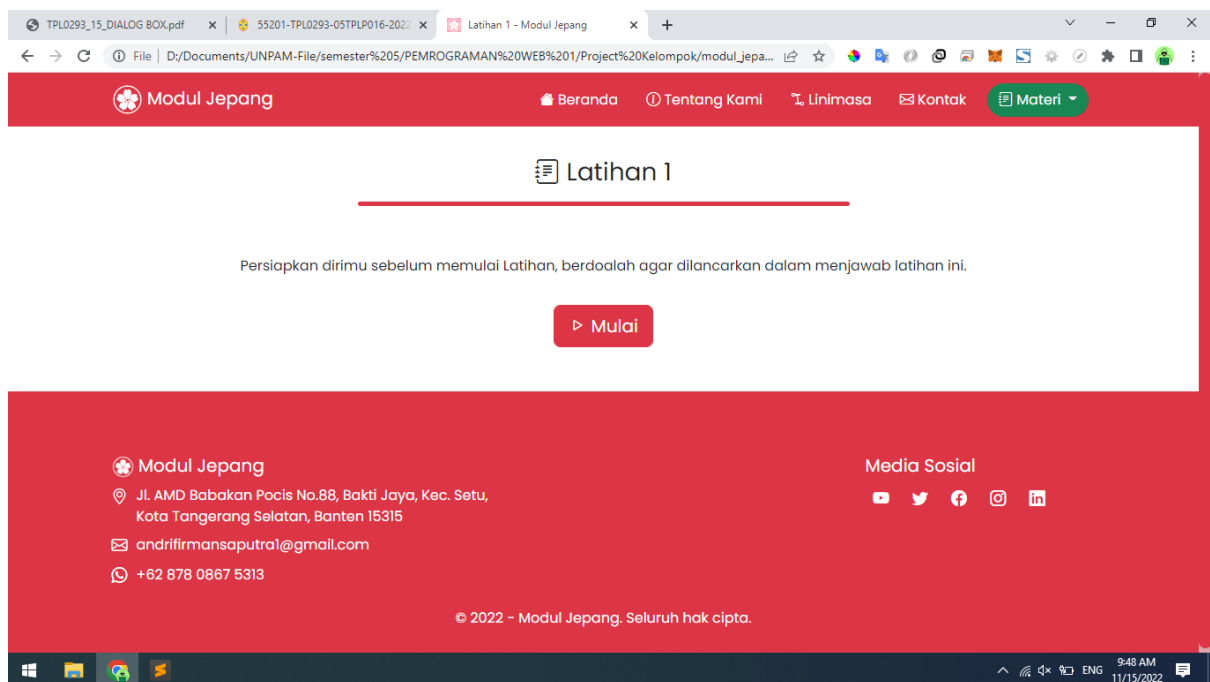 TPL0293_15_DIALOG BOX.pdf
55201-TPL0293-05TPLP016-2022
Latihan 1 - Modul Jepang
File
D:/Documents/UNPAM-File/semester%205/PEMROGRAMAN%20WEB%201/Project%20Kelompok/modul_jepa...
Modul Jepang
Beranda
Tentang Kami
Linimasa
Kontak
Materi
Latihan 1
Persiapkan dirimu sebelum memulai Latihan, berdoalah agar dilancarkan dalam menjawab latihan ini.
Mulai
Modul Jepang
Jl. AMD Babakan Pocis No.88, Bakti Jaya, Kec. Setu,
Kota Tangerang Selatan, Banten 15315
andrifirmansaputra1@gmail.com
+62 878 0867 5313
Media Sosial
© 2022 - Modul Jepang. Seluruh hak cipta.
ENG
9:48 AM
11/15/2022